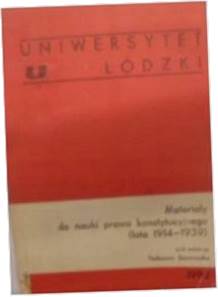 UNIWERSYTET
ŁÓDZKI
Materiały
do nauki prawa konstytucyjnego
(lata 1914-1939)
pod redakcją
Tadeusza